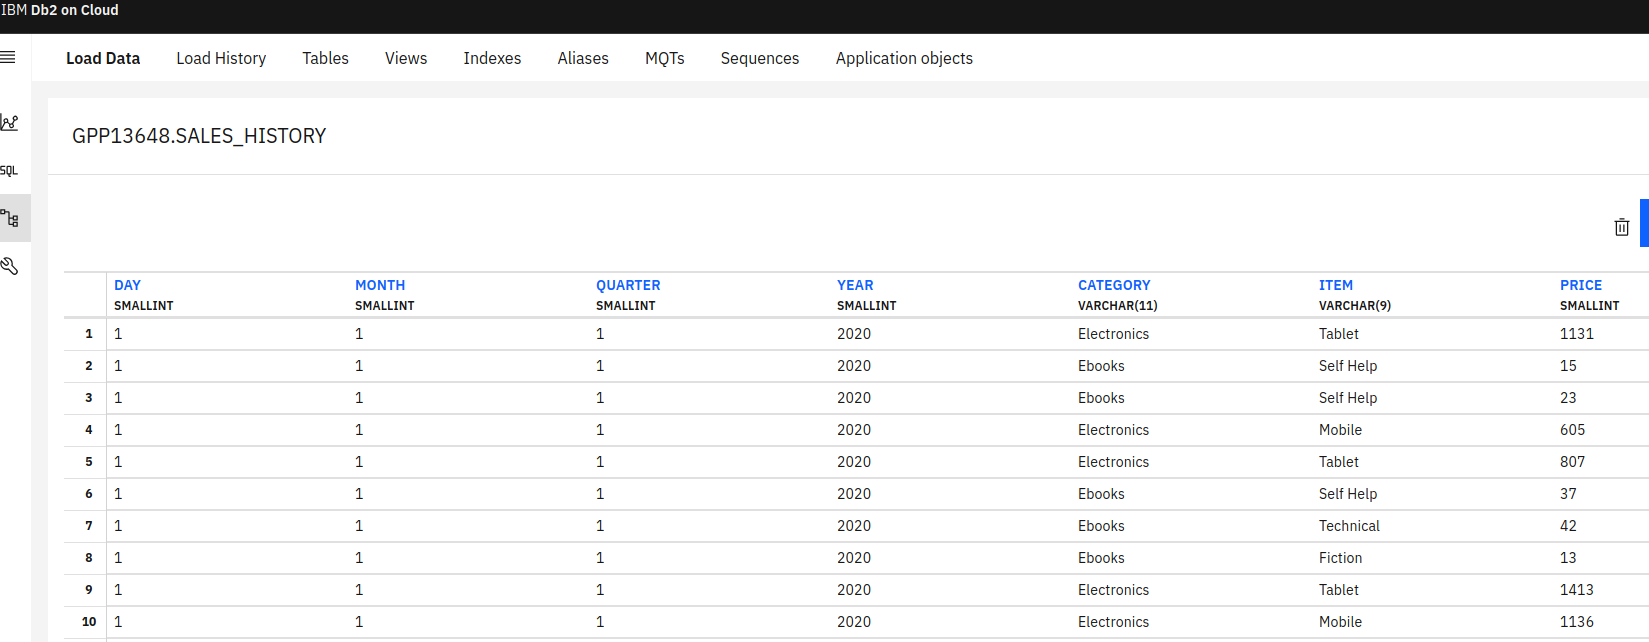 IBM Db2 on Cloud
Load Data Load History Tables Views Indexes Aliases MQTs Sequences Application objects
GPP13648.SALES_HISTORY
SQL
DAY MONTH QUARTER YEAR CATEGORY ITEM PRICE
SMALLINT SMALLINT SMALLINT SMALLINT VARCHAR(11) VARCHAR(9) SMALLINT
1 1 1 1 2020 Electronics Tablet 1131
2 1 1 1 2020 Ebooks Self Help 15
3 1 1 1 2020 Ebooks Self Help 23
4 1 1 1 2020 Electronics Mobile 605
5 1 1 1 2020 Electronics Tablet 807
6 1 1 1 2020 Ebooks Self Help 37
7 1 1 1 2020 Ebooks Technical 42
8 1 1 1 2020 Ebooks Fiction 13
9 1 1 1 2020 Electronics Tablet 1413
10 1 1 1 2020 Electronics Mobile 1136